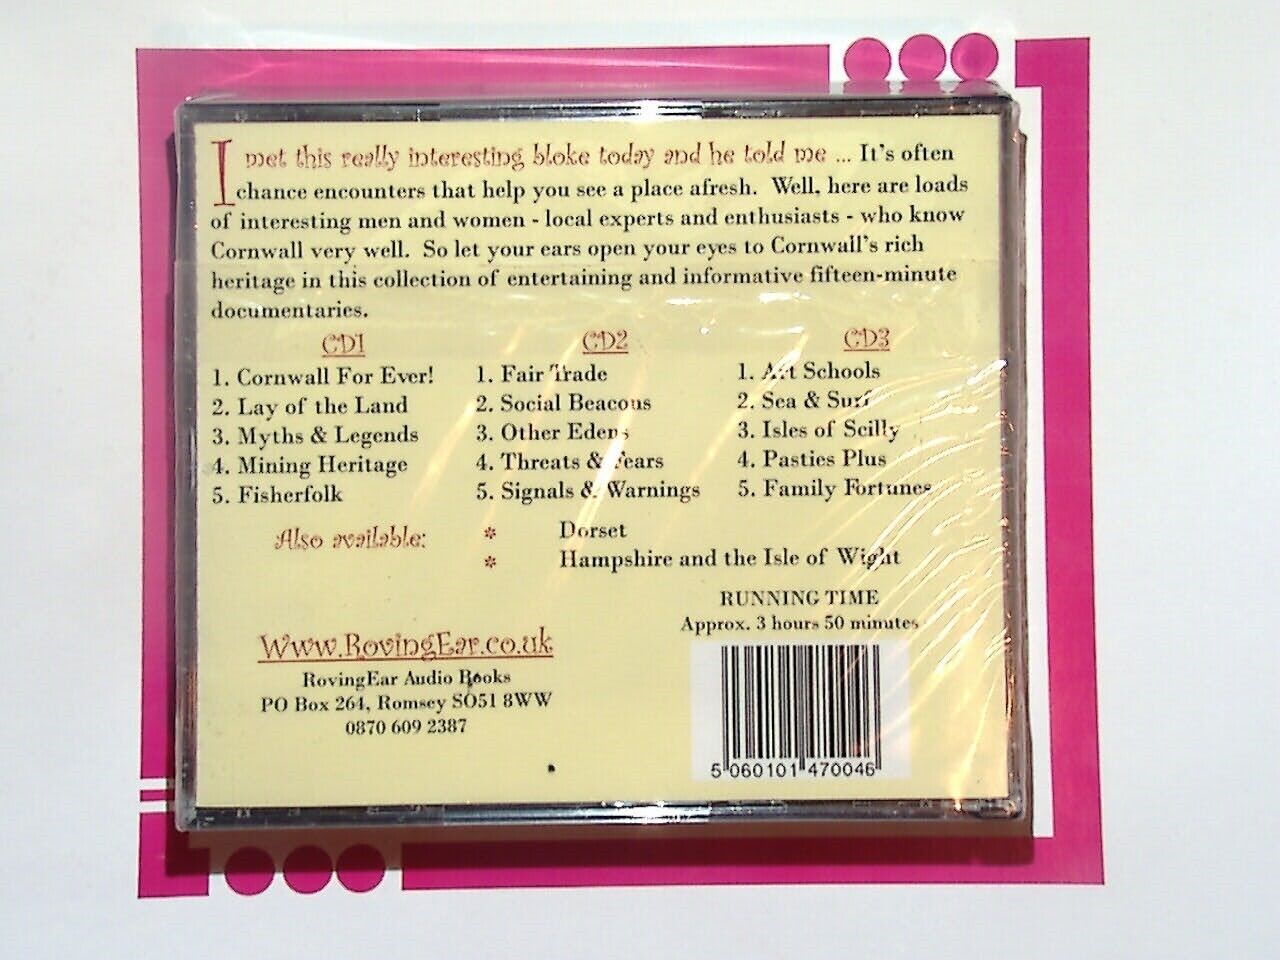 I met this really interesting bloke today and he told me ... It's often
chance encounters that help you see a place afresh. Well, here are loads
of interesting men and women - local experts and enthusiasts - who know
Cornwall very well. So let your ears open your eyes to Cornwall's rich
heritage in this collection of entertaining and informative fifteen-minute
documentaries.
CD1
1. Cornwall For Ever!
2. Lay of the Land
3. Myths & Legends
4. Mining Heritage
5. Fisherfolk
CD2
1. Fair Trade
2. Social Beacons
3. Other Edens
4. Threats & Fears
5. Signals & Warnings
CD3
1. Art Schools
2. Sea & Surf
3. Isles of Scilly
4. Pasties Plus
5. Family Fortunes
Also available:
* Dorset
* Hampshire and the Isle of Wight
RUNNING TIME
Approx. 3 hours 50 minutes
Www.RovingEar.co.uk
RovingEar Audio Books
PO Box 264, Romsey SO51 8WW
0870 609 2387
5 060101 470046